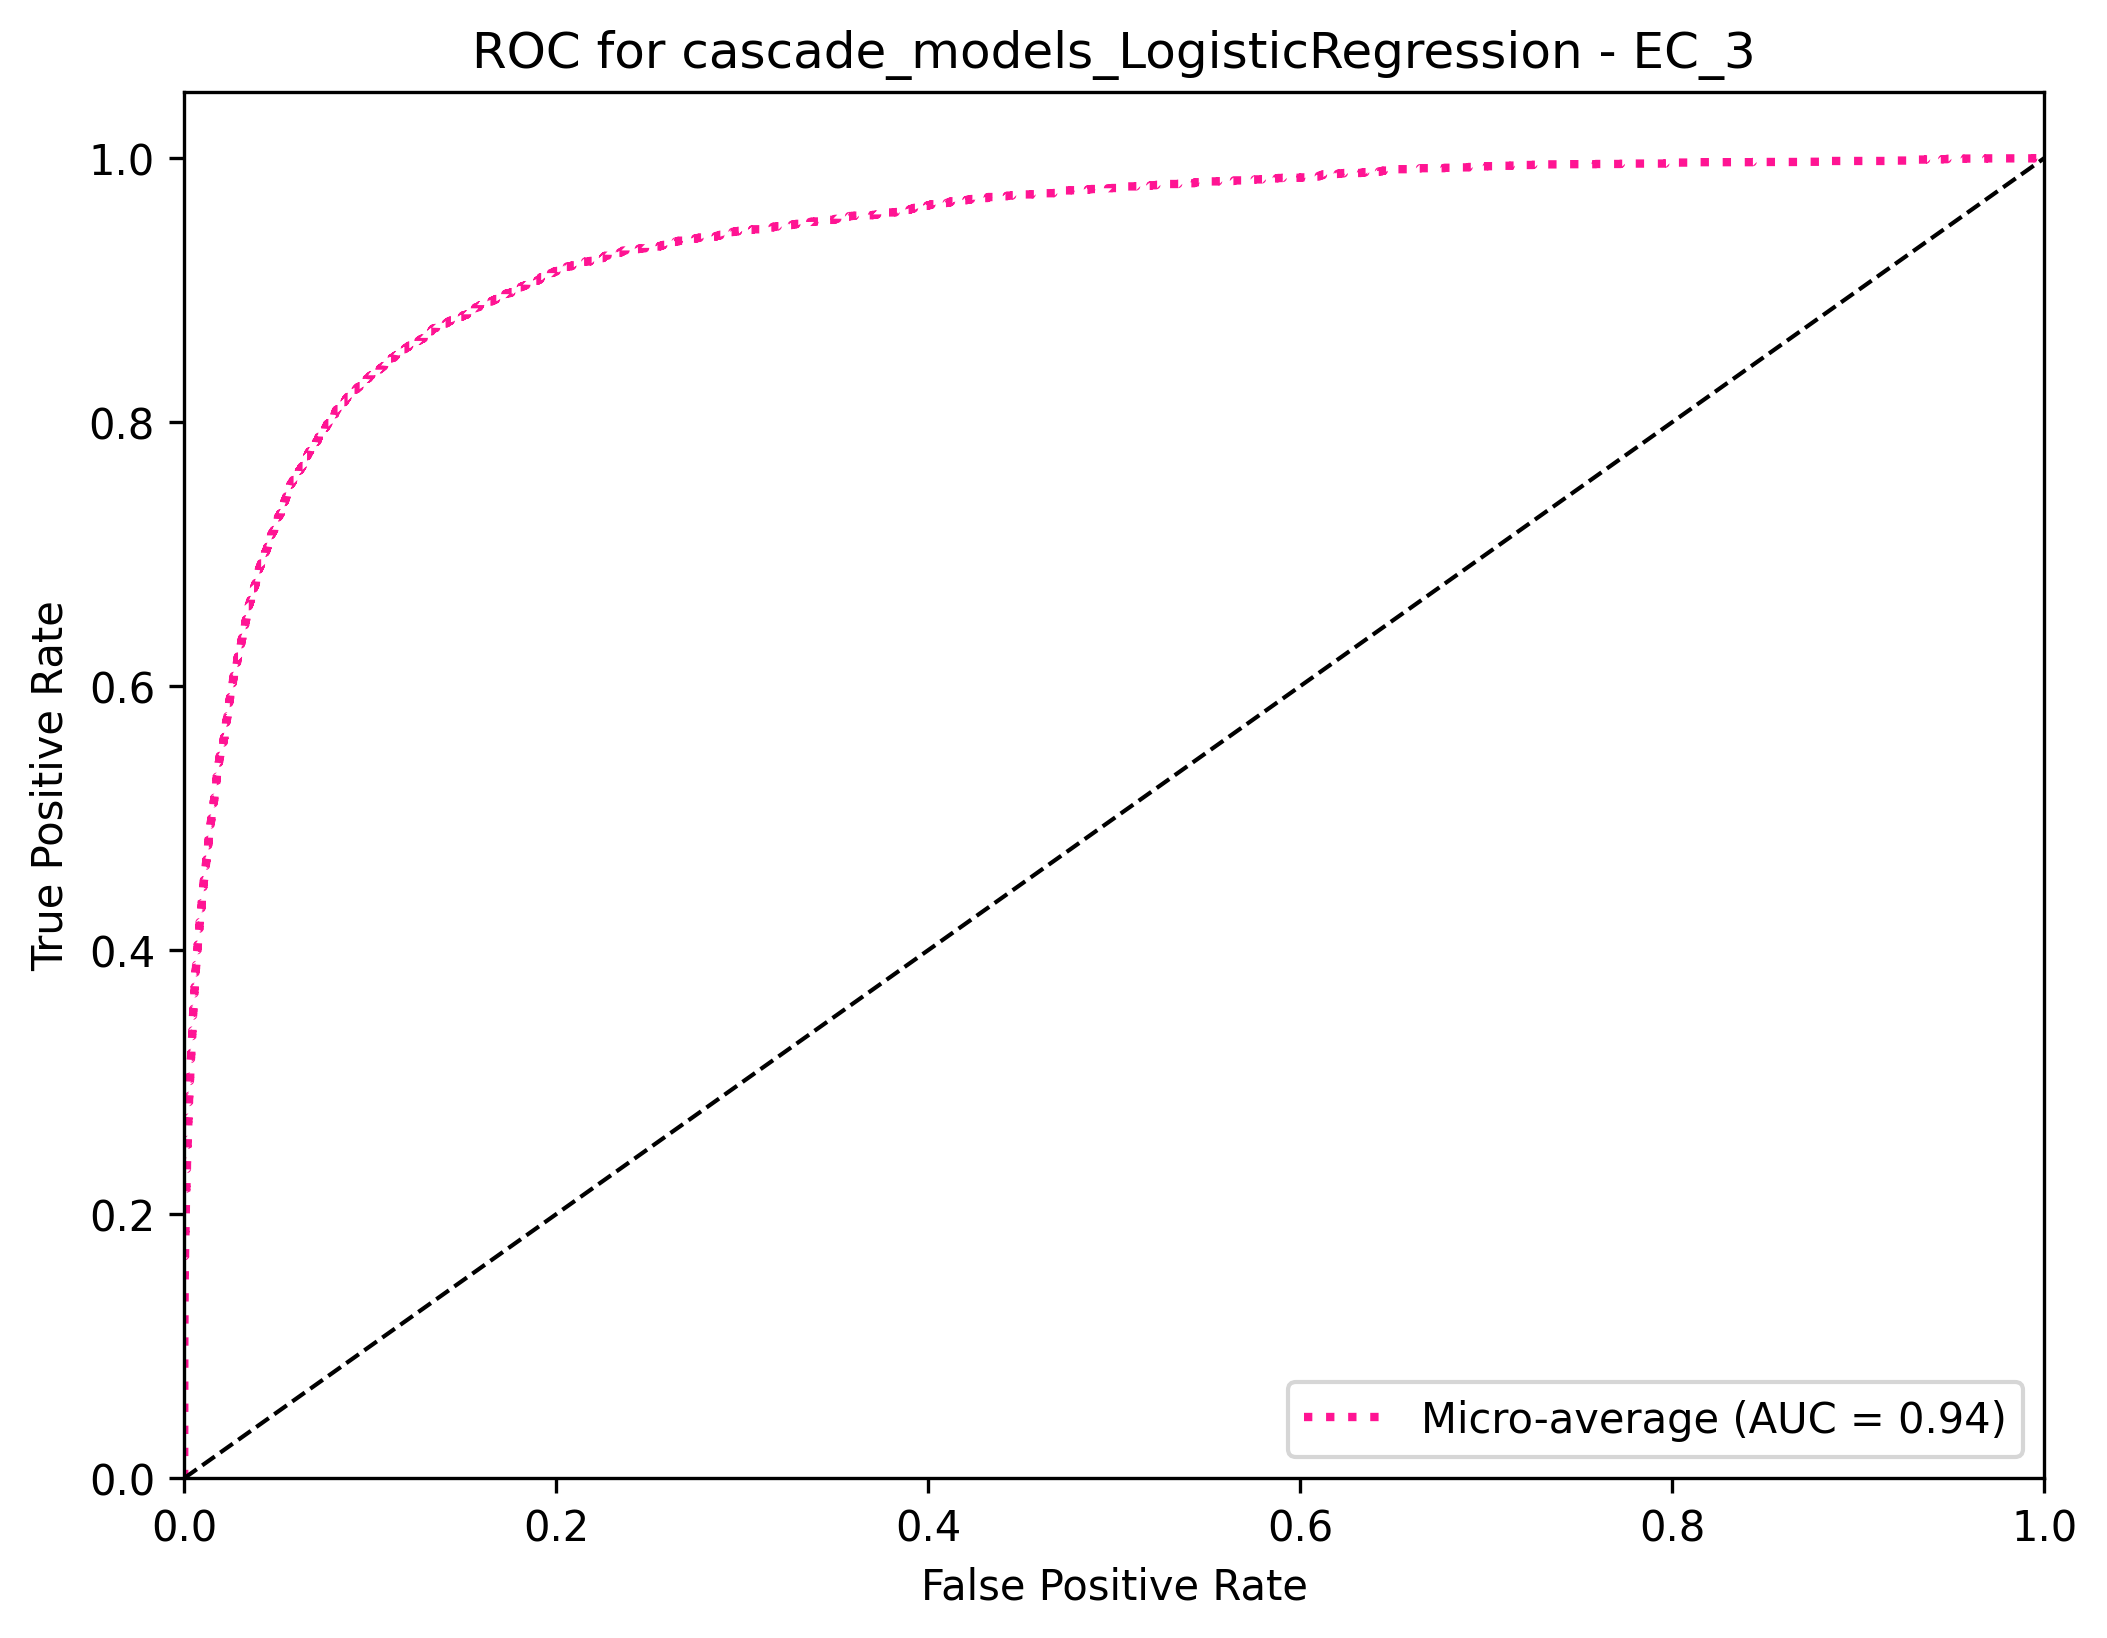 ROC for cascade_models_LogisticRegression - EC_3
True Positive Rate
1.0
0.8
0.6
0.4
0.2
0.0
Micro-average (AUC = 0.94)
0.0 0.2 0.4 0.6 0.8 1.0
False Positive Rate